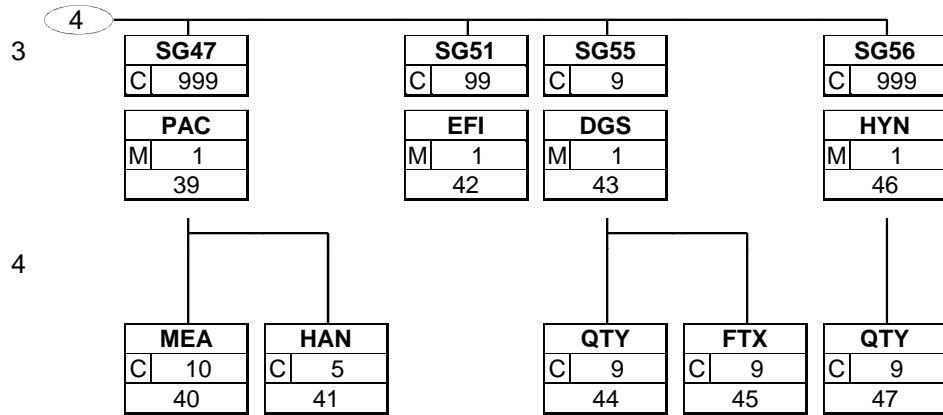 4
3
SG47 SG51 SG55 SG56
C 999 C 99 C 9 C 999
PAC EFI DGS HYN
M 1 M 1 M 1 M 1
39 42 43 46
4
MEA HAN QTY FTX QTY
C 10 C 5 C 9 C 9 C 9
40 41 44 45 47